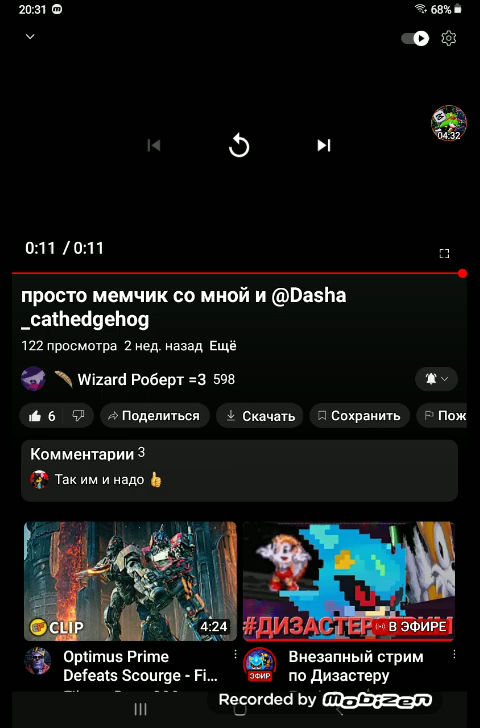 20:31
68%
04:32
0:11 / 0:11
просто мемчик со мной и @Dasha
_cathedgehog
122 просмотра 2 нед. назад Ещё
Wizard Роберт =3 598
6 Поделиться Скачать Сохранить Пож
Комментарии 3
Так им и надо 👍
CLIP
4:24
#ДИЗАСТЕР
В ЭФИРЕ
Optimus Prime
Defeats Scourge - Fi...
ЭФИР
Внезапный стрим
по Дизастеру
Recorded by Mobizen